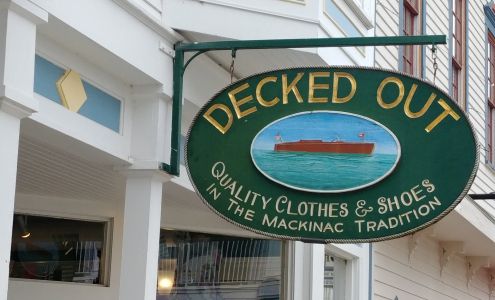 DECKED OUT
QUALITY CLOTHES & SHOES
IN THE MACKINAC TRADITION